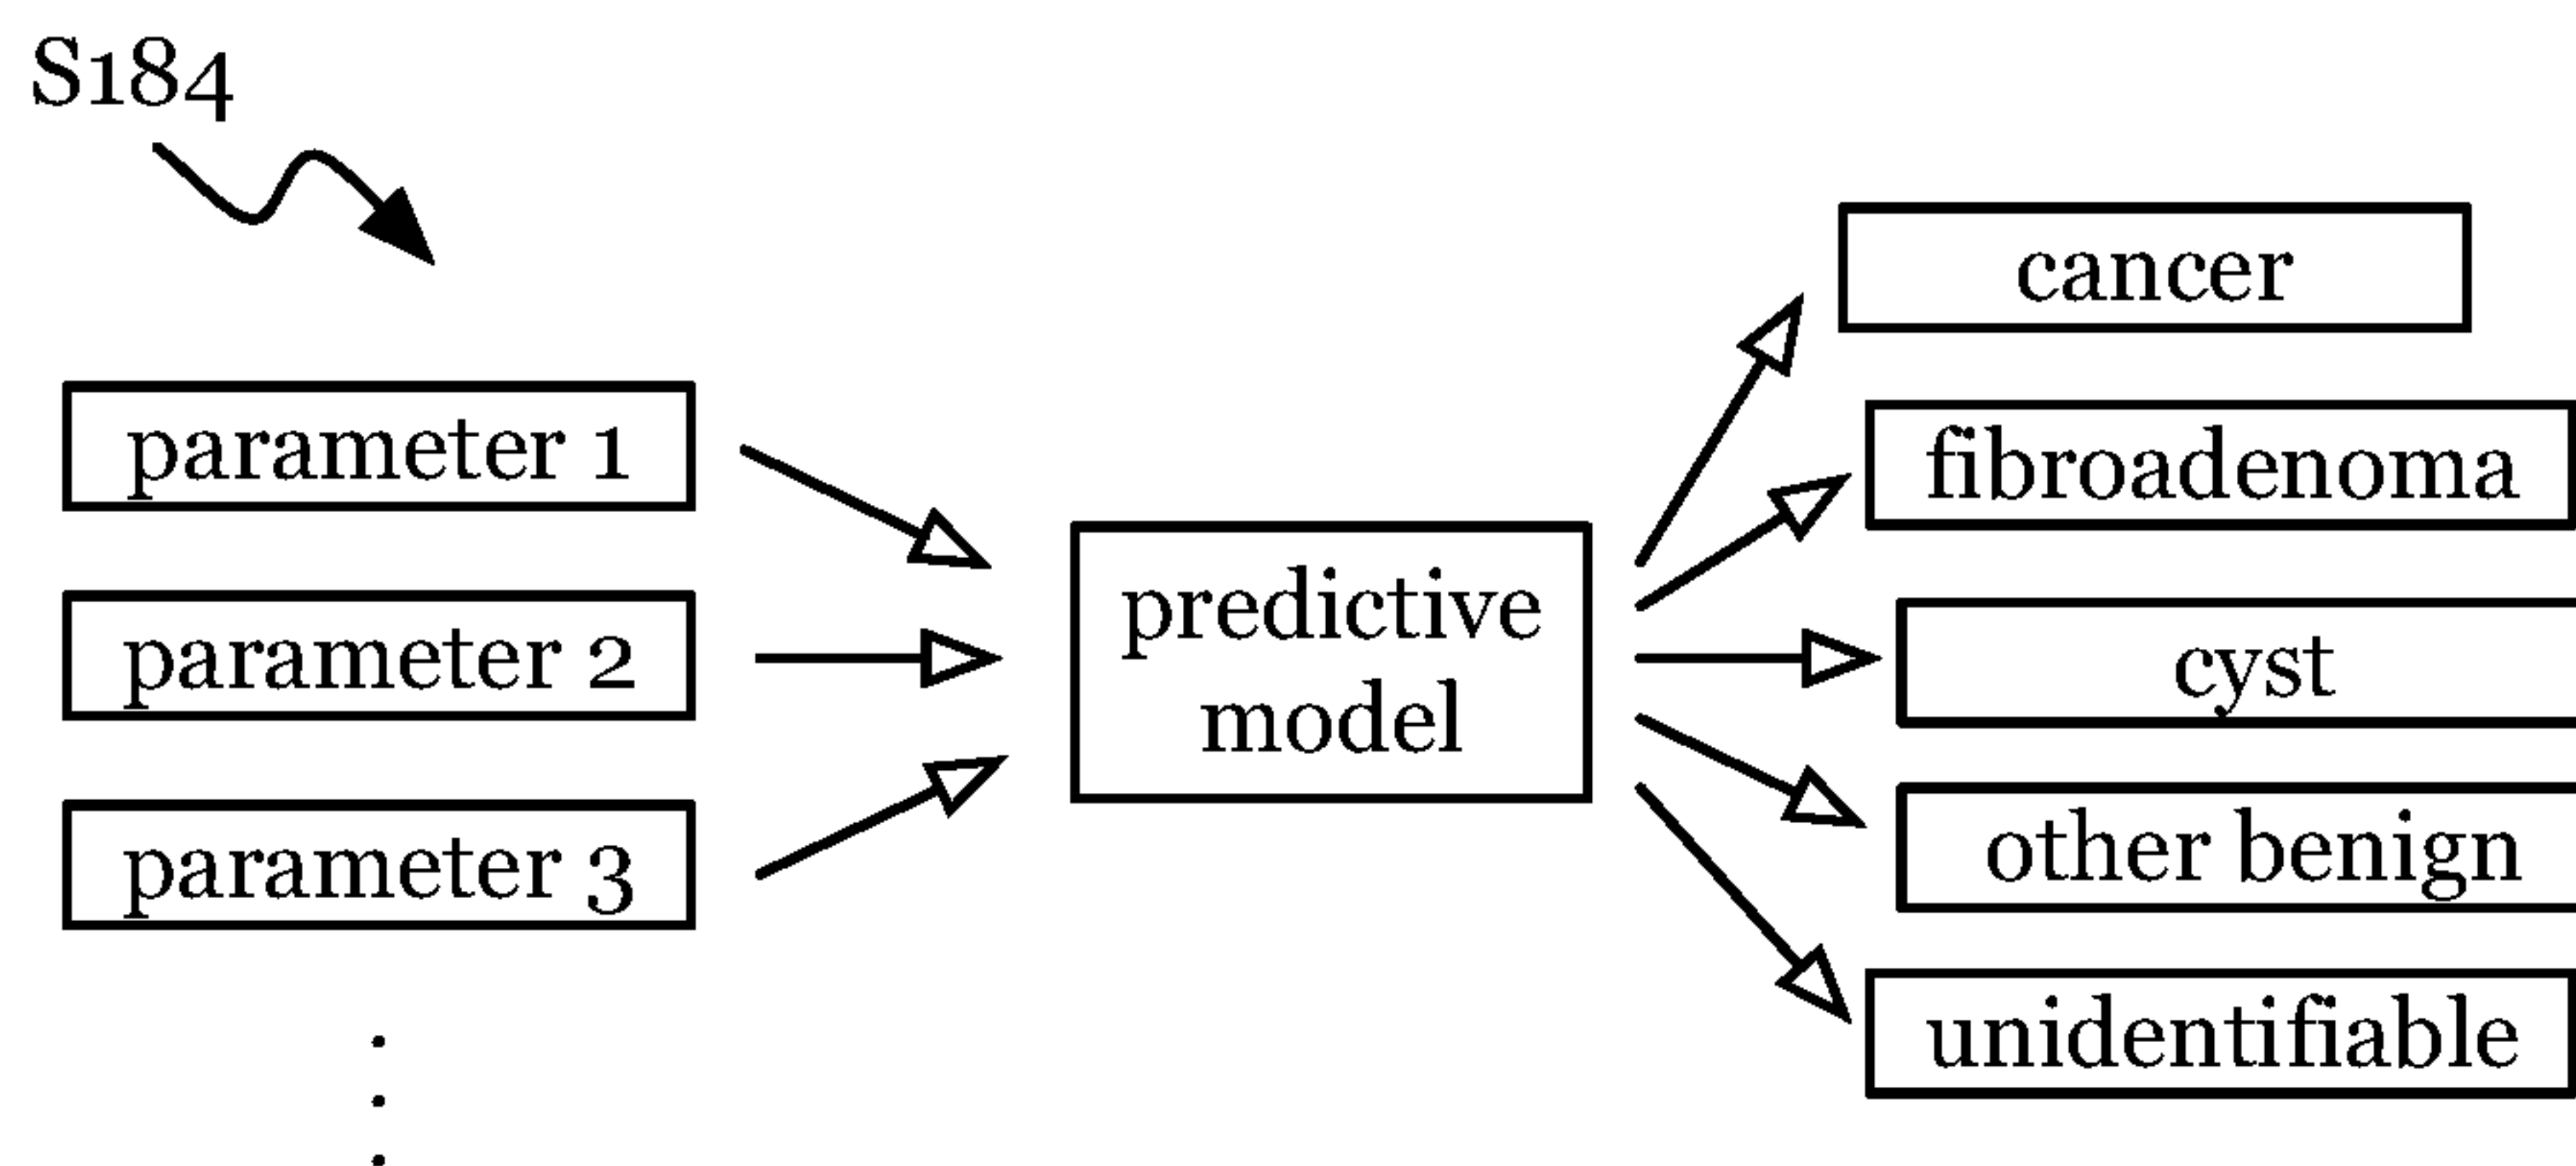 S184
parameter 1
parameter 2
parameter 3
predictive
model
cancer
fibroadenoma
cyst
other benign
unidentifiable